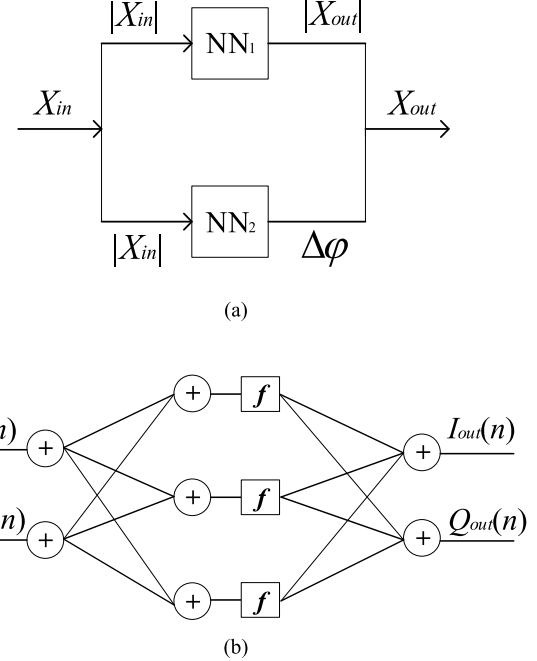 |Xin| NN1 |Xout|
Xin Xout
|Xin| NN2 Δφ
(a)
+ f
n) + + Iout(n)
+ f
n) + + Qout(n)
+ f
(b)